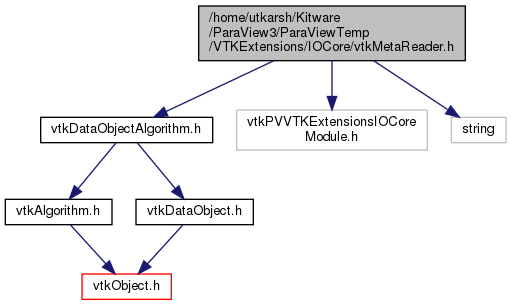 /home/utkarsh/Kitware
/ParaView3/ParaViewTemp
/VTKExtensions/IOCore/vtkMetaReader.h
vtkDataObjectAlgorithm.h
vtkPVVTKExtensionsIOCore
Module.h
string
vtkAlgorithm.h
vtkDataObject.h
vtkObject.h